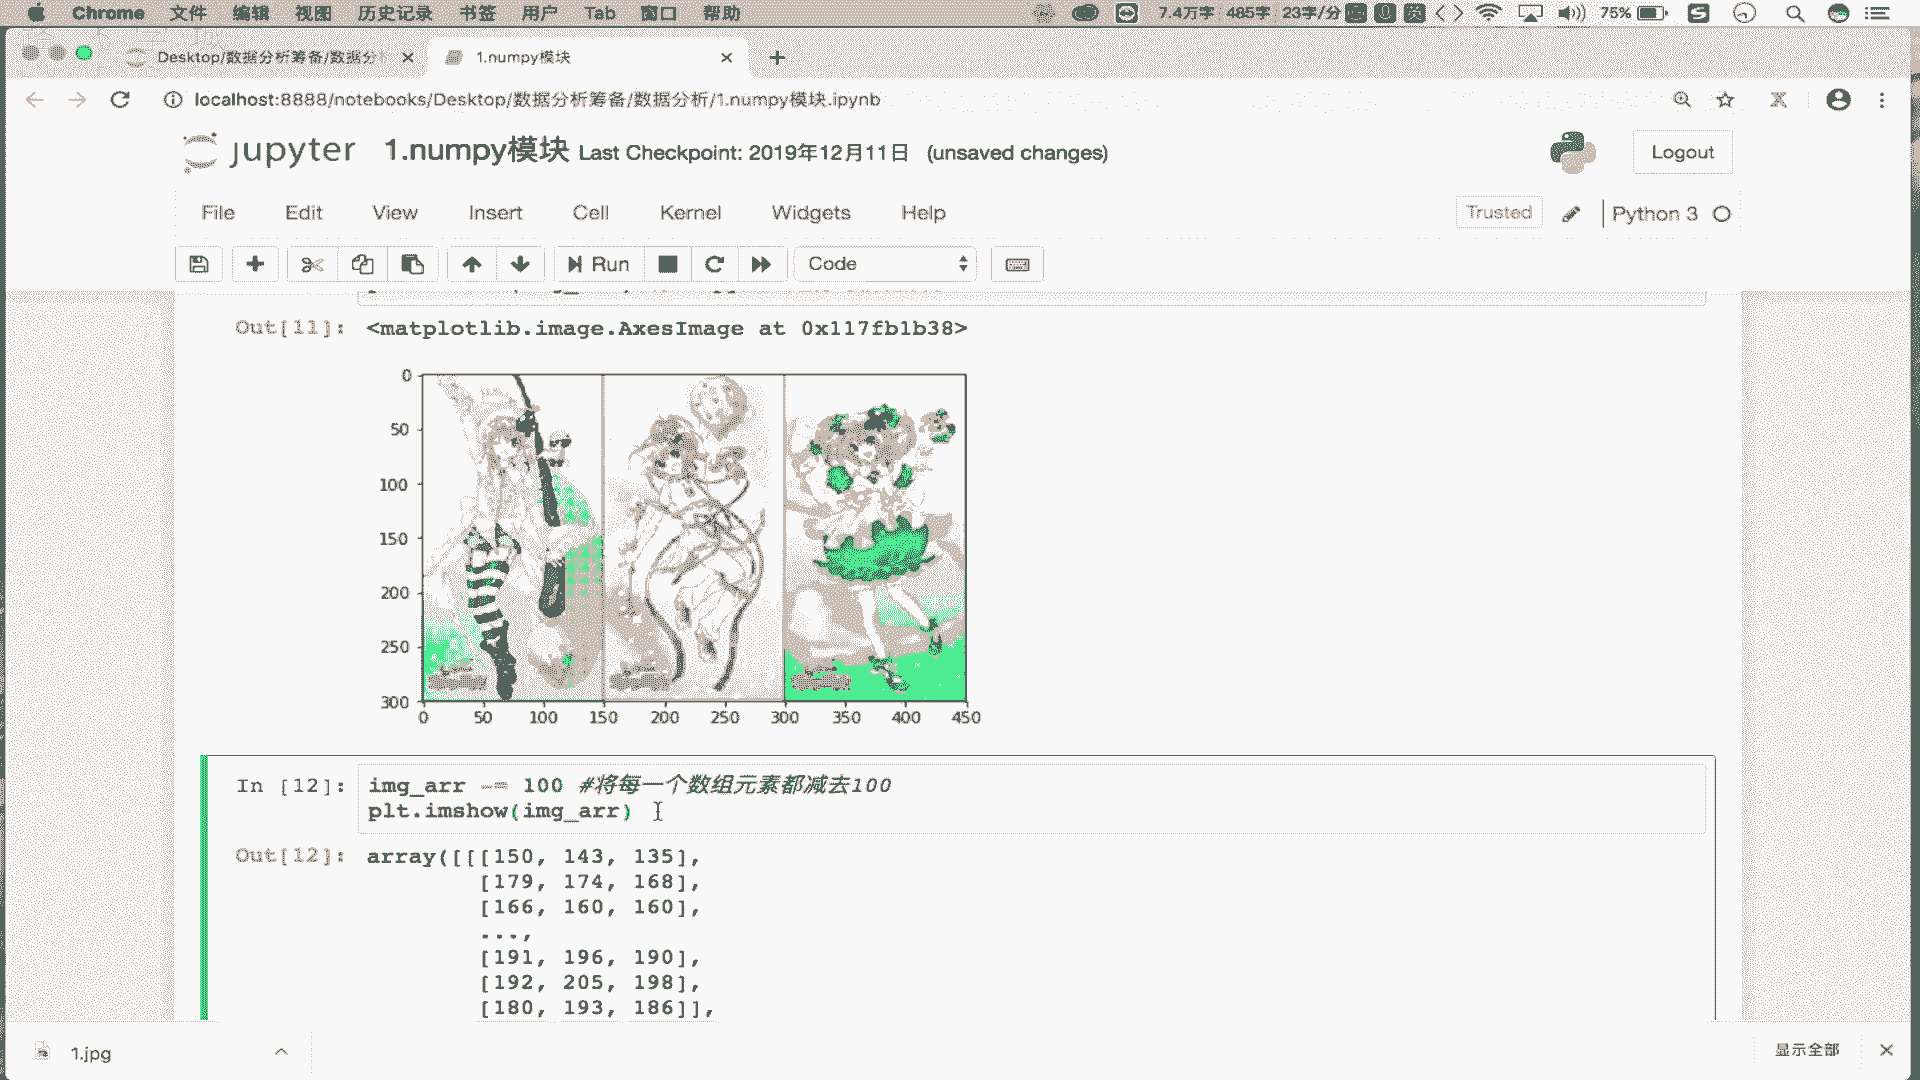 Chrome 文件 编辑 视图 历史记录 书签 用户 Tab 窗口 帮助 7.4万字 485字 23字/分 英 75%
Desktop/数据分析筹备/数据分析 1.numpy模块
localhost:8888/notebooks/Desktop/数据分析筹备/数据分析/1.numpy模块.ipynb
jupyter 1.numpy模块 Last Checkpoint: 2019年12月11日 (unsaved changes) Logout
File Edit View Insert Cell Kernel Widgets Help Trusted Python 3
Run Code
Out[11]: <matplotlib.image.AxesImage at 0x117fb1b38>
0
50
100
150
200
250
300
0 50 100 150 200 250 300 350 400 450
In [12]: img_arr -= 100 #将每一个数组元素都减去100
plt.imshow(img_arr)
Out[12]: array([[[150, 143, 135],
[179, 174, 168],
[166, 160, 160],
...,
[191, 196, 190],
[192, 205, 198],
[180, 193, 186]],
1.jpg 显示全部